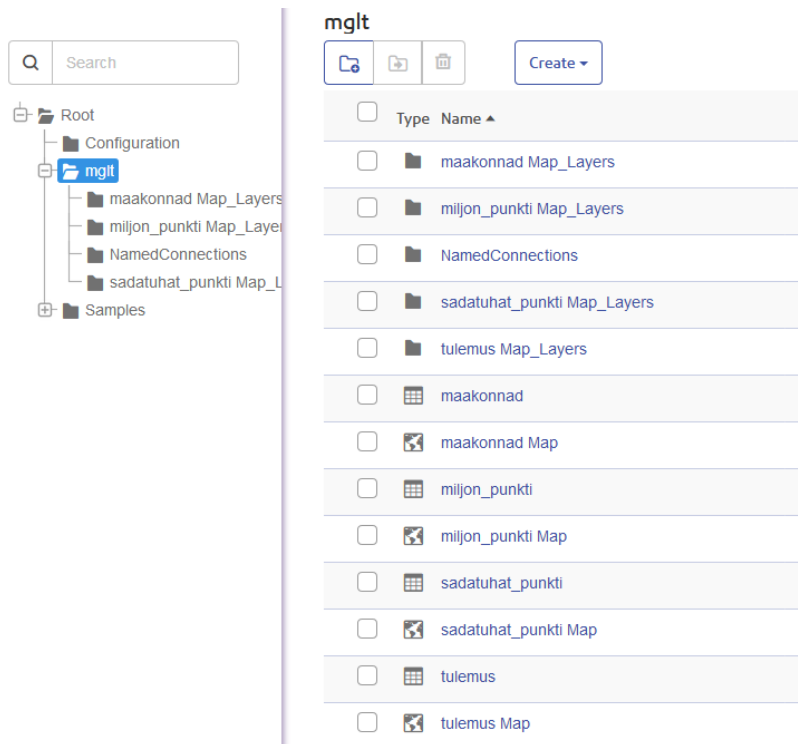 Search
Root
Configuration
mglt
maakonnad Map_Layers
miljon_punkti Map_Layer
NamedConnections
sadatuhat_punkti Map_L
Samples
mglt
Create
Type Name
maakonnad Map_Layers
miljon_punkti Map_Layers
NamedConnections
sadatuhat_punkti Map_Layers
tulemus Map_Layers
maakonnad
maakonnad Map
miljon_punkti
miljon_punkti Map
sadatuhat_punkti
sadatuhat_punkti Map
tulemus
tulemus Map